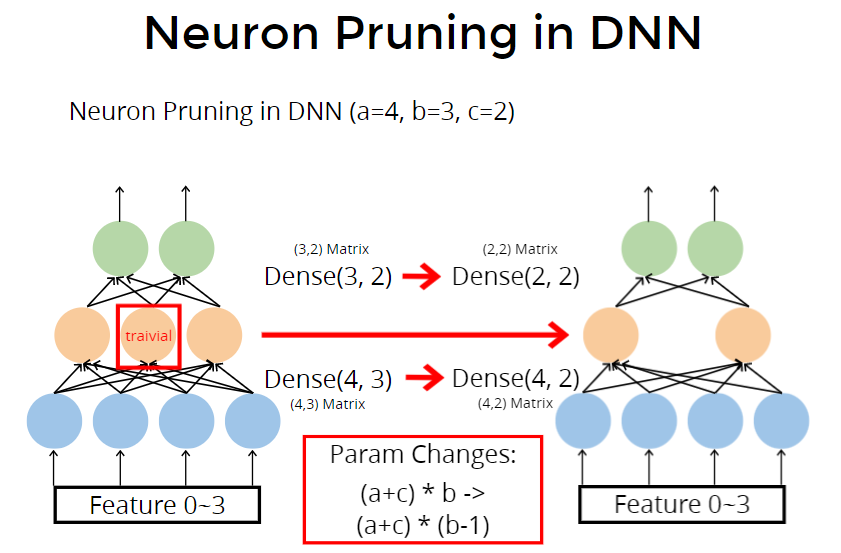 Neuron Pruning in DNN
Neuron Pruning in DNN (a=4, b=3, c=2)
(3,2) Matrix
(2,2) Matrix
Dense(3, 2)
Dense(2, 2)
traivial
Dense(4, 3)
Dense(4, 2)
(4,3) Matrix
(4,2) Matrix
Param Changes:
(a+c) * b ->
(a+c) * (b-1)
Feature 0~3
Feature 0~3